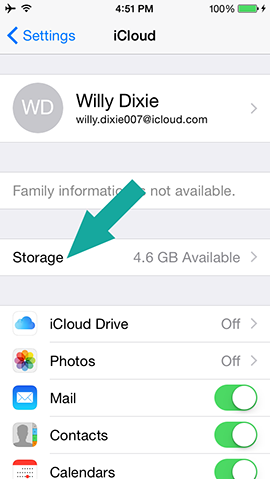 4:51 PM 100%
Settings iCloud
WD
Willy Dixie
willy.dixie007@icloud.com
Family information is not available.
Storage 4.6 GB Available
iCloud Drive Off
Photos Off
Mail
Contacts
Calendars